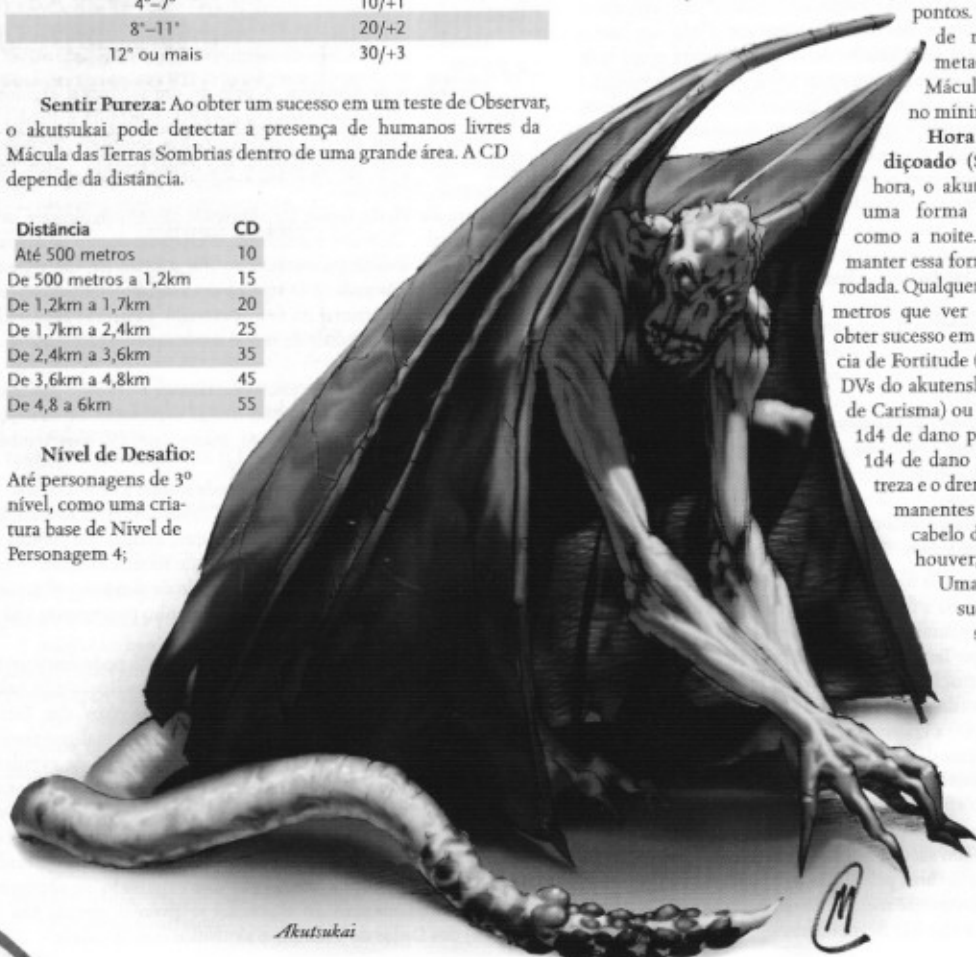 4°–7° 10/+1
8°–11° 20/+2
12° ou mais 30/+3
Sentir Pureza: Ao obter um sucesso em um teste de Observar,
o akutsukai pode detectar a presença de humanos livres da
Mácula das Terras Sombrias dentro de uma grande área. A CD
depende da distância.
Distância CD
Até 500 metros 10
De 500 metros a 1,2km 15
De 1,2km a 1,7km 20
De 1,7km a 2,4km 25
De 2,4km a 3,6km 35
De 3,6km a 4,8km 45
De 4,8 a 6km 55
Nível de Desafio:
Até personagens de 3º
nível, como uma cria-
tura base de Nível de
Personagem 4;
Akutsukai
pontos.
de
meta
Mácul
no míni
Hora
diçoado
hora, o akut
uma forma
como a noite.
manter essa for
rodada. Qualquer
metros que ver
obter sucesso em
cia de Fortitude
DVs do akutens
de Carisma) ou
1d4 de dano p
1d4 de dano
treza e o dre
manentes
cabelo d
houver
Uma
su